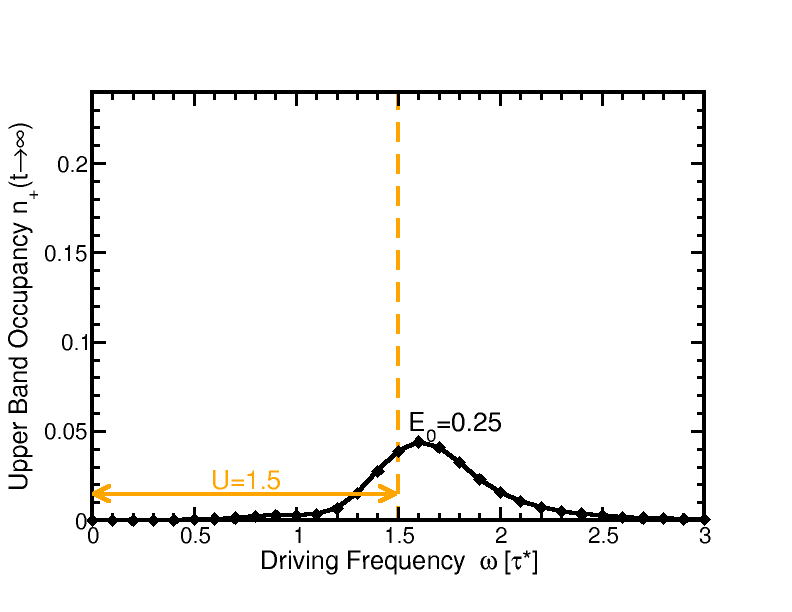 Upper Band Occupancy n₊(t→∞)
0.2
0.15
0.1
0.05
0
E₀=0.25
U=1.5
0 0.5 1 1.5 2 2.5 3
Driving Frequency ω [τ*]